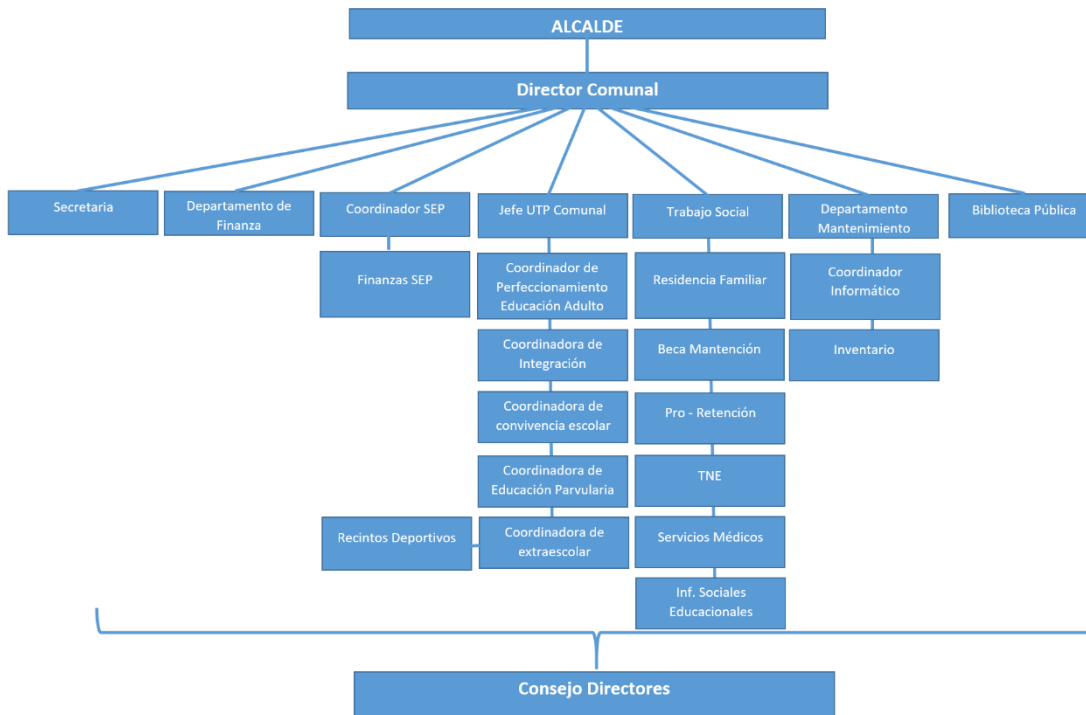 ALCALDE
Director Comunal
Secretaria
Departamento de
Finanza
Coordinador SEP
Jefe UTP Comunal
Trabajo Social
Departamento
Mantenimiento
Biblioteca Pública
Finanzas SEP
Coordinador de
Perfeccionamiento
Educación Adulto
Residencia Familiar
Coordinador
Informático
Coordinadora de
Integración
Beca Mantención
Inventario
Coordinadora de
convivencia escolar
Pro - Retención
Coordinadora de
Educación Parvularia
TNE
Recintos Deportivos
Coordinadora de
extraescolar
Servicios Médicos
Inf. Sociales
Educacionales
Consejo Directores